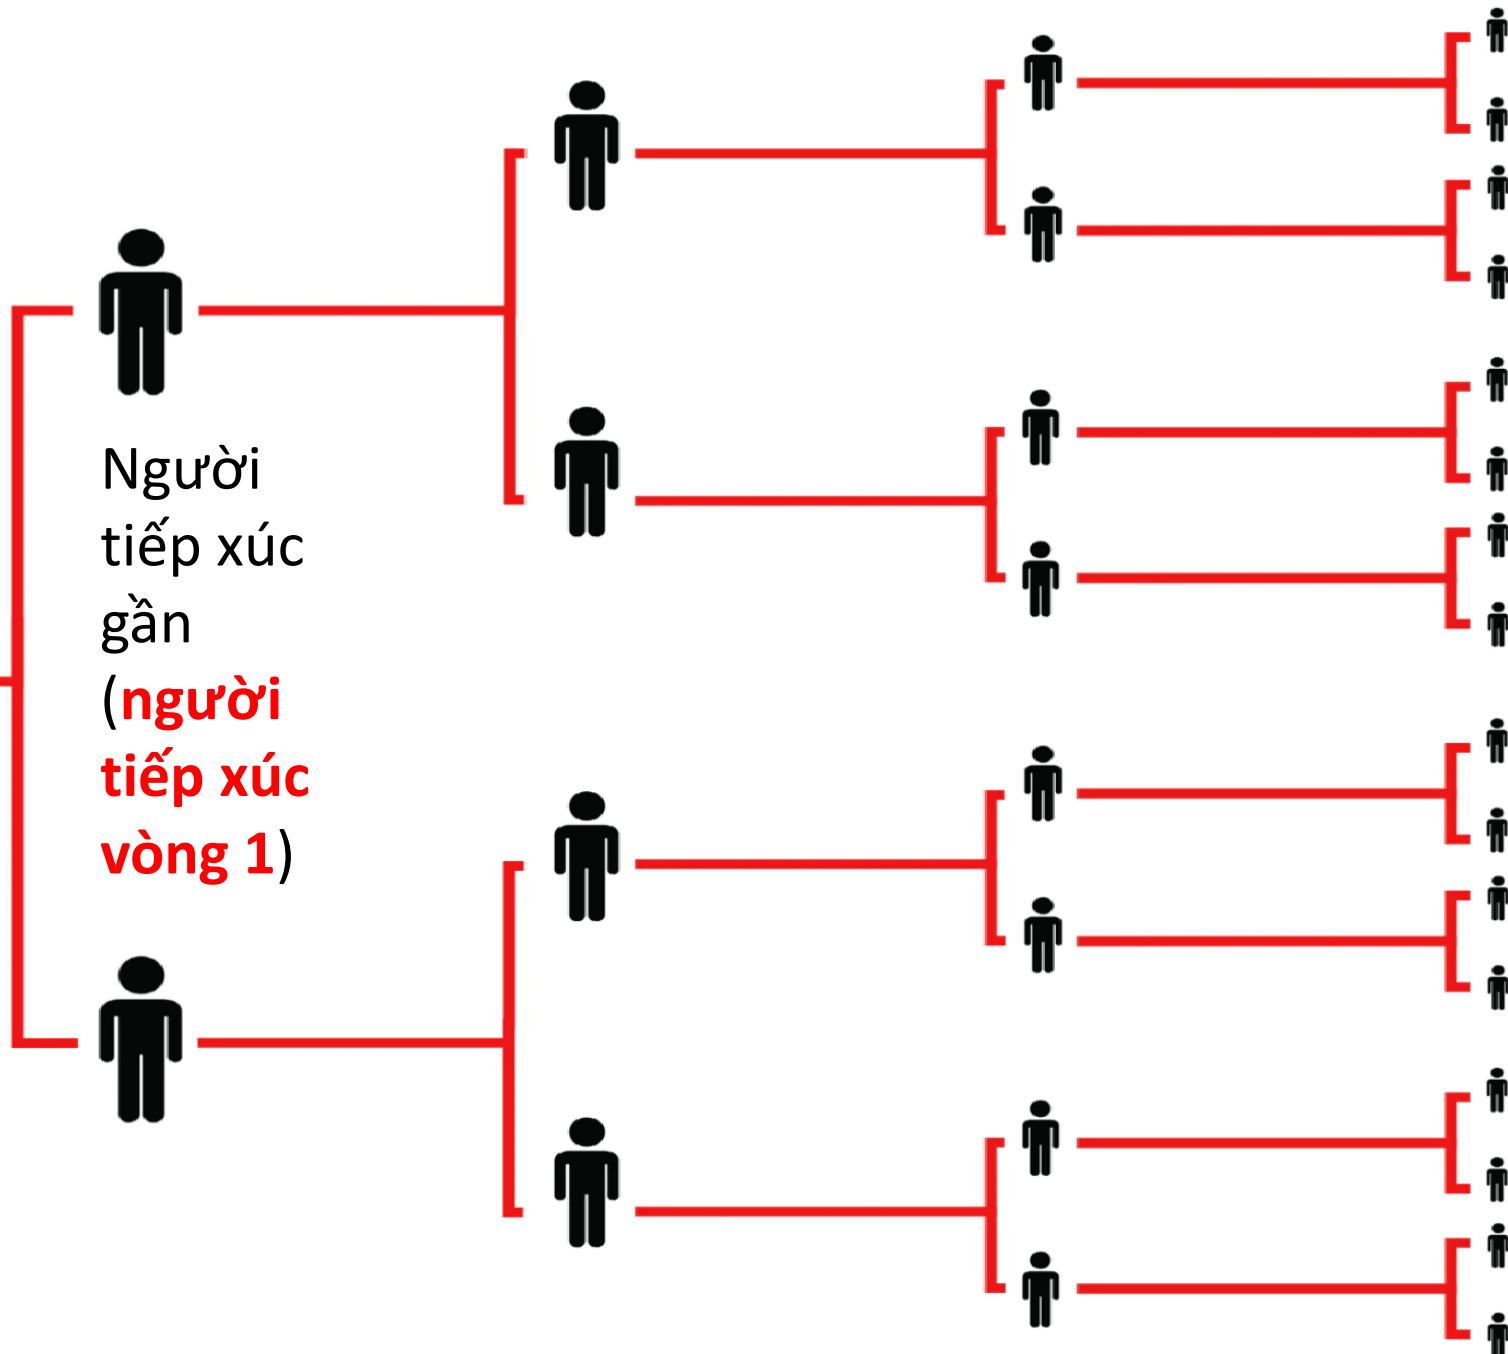 Người
tiếp xúc
gần
(người
tiếp xúc
vòng 1)